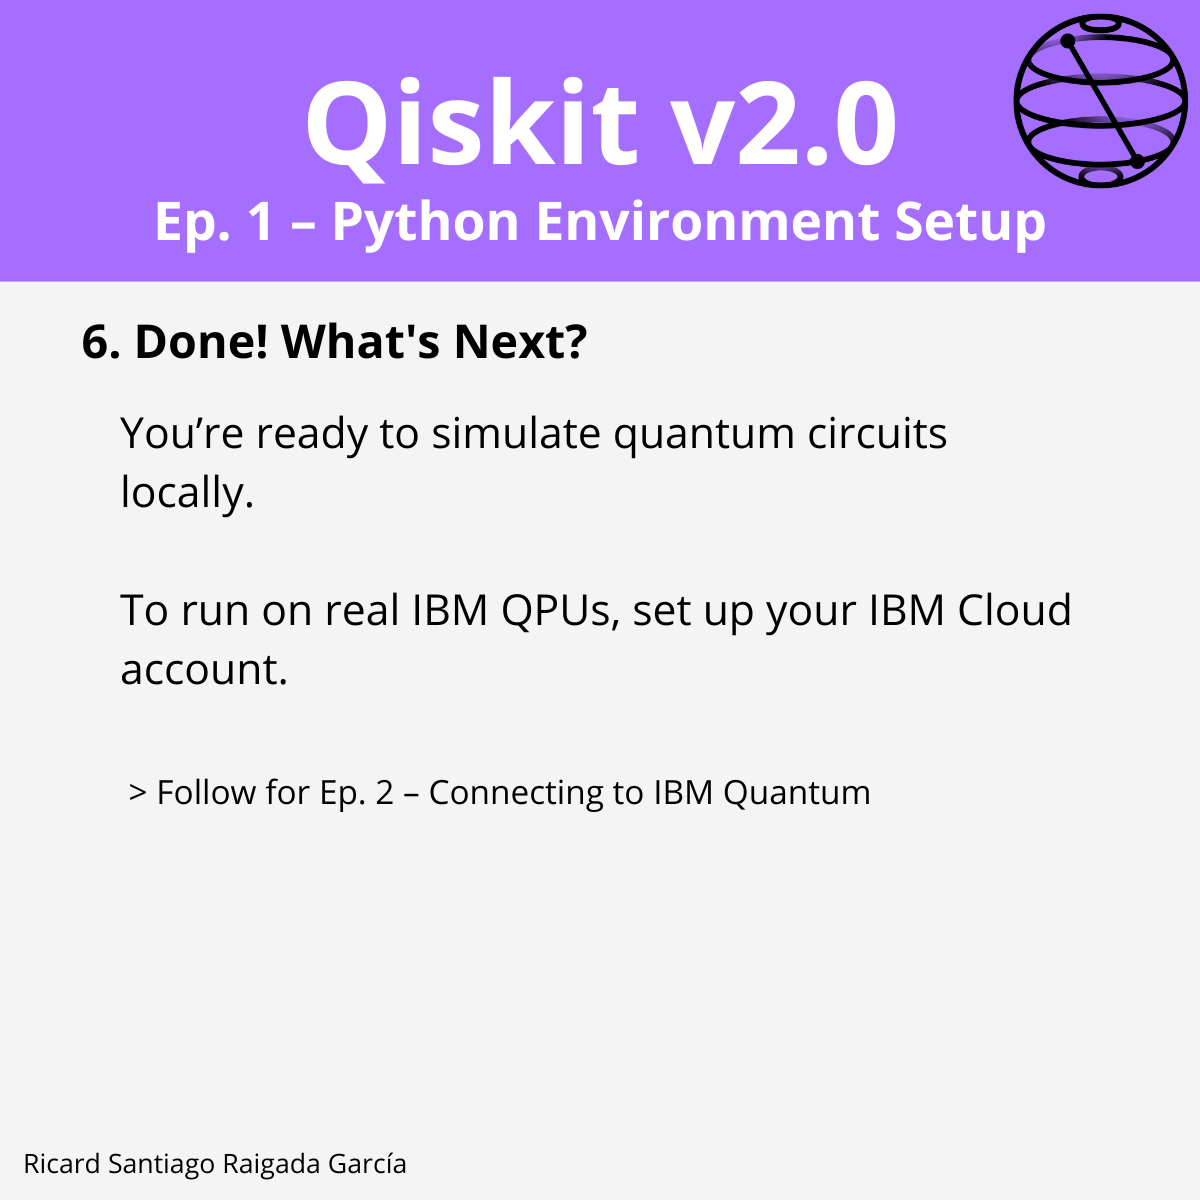 Qiskit v2.0
Ep. 1 – Python Environment Setup
6. Done! What's Next?
You’re ready to simulate quantum circuits
locally.
To run on real IBM QPUs, set up your IBM Cloud
account.
> Follow for Ep. 2 – Connecting to IBM Quantum
Ricard Santiago Raigada García